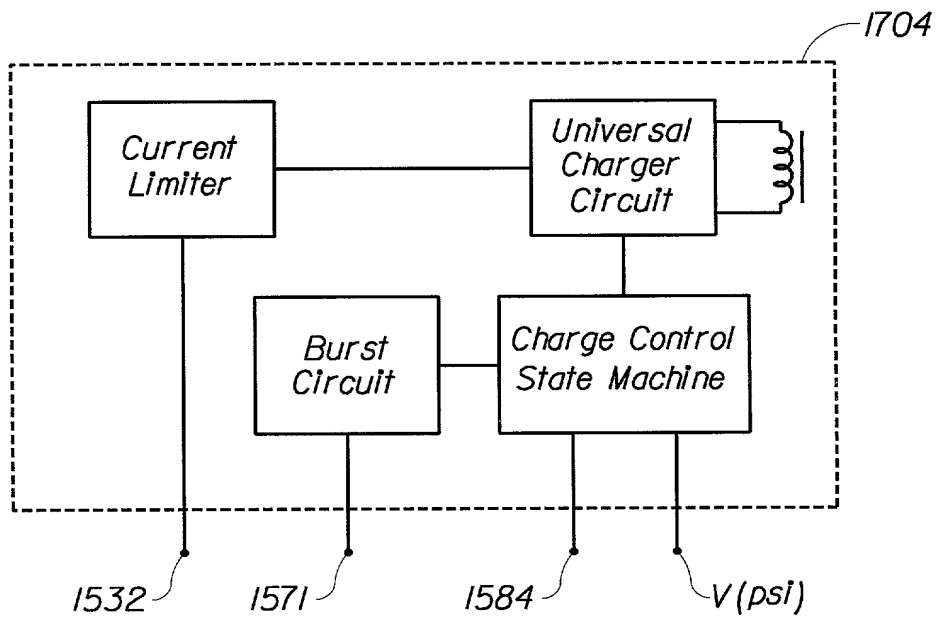 1704
Current
Limiter
Universal
Charger
Circuit
Burst
Circuit
Charge Control
State Machine
1532
1571
1584
V(psi)